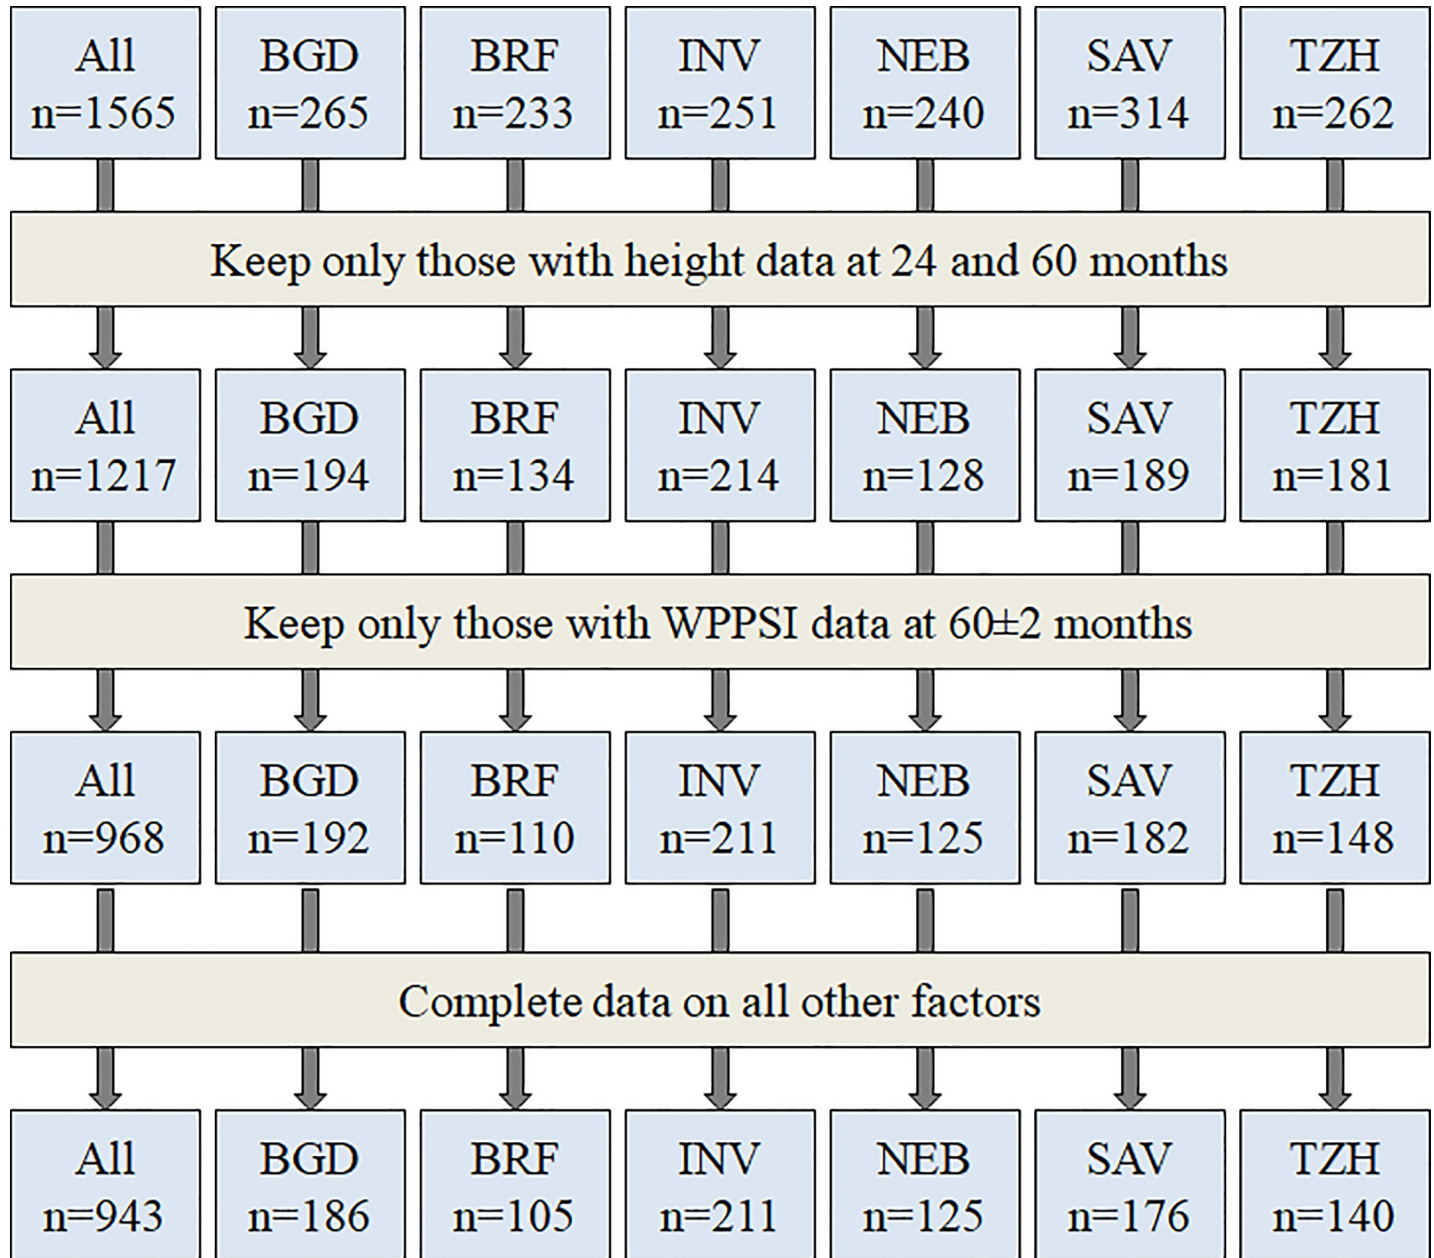 All BGD BRF INV NEB SAV TZH
n=1565 n=265 n=233 n=251 n=240 n=314 n=262
Keep only those with height data at 24 and 60 months
All BGD BRF INV NEB SAV TZH
n=1217 n=194 n=134 n=214 n=128 n=189 n=181
Keep only those with WPPSI data at 60±2 months
All BGD BRF INV NEB SAV TZH
n=968 n=192 n=110 n=211 n=125 n=182 n=148
Complete data on all other factors
All BGD BRF INV NEB SAV TZH
n=943 n=186 n=105 n=211 n=125 n=176 n=140